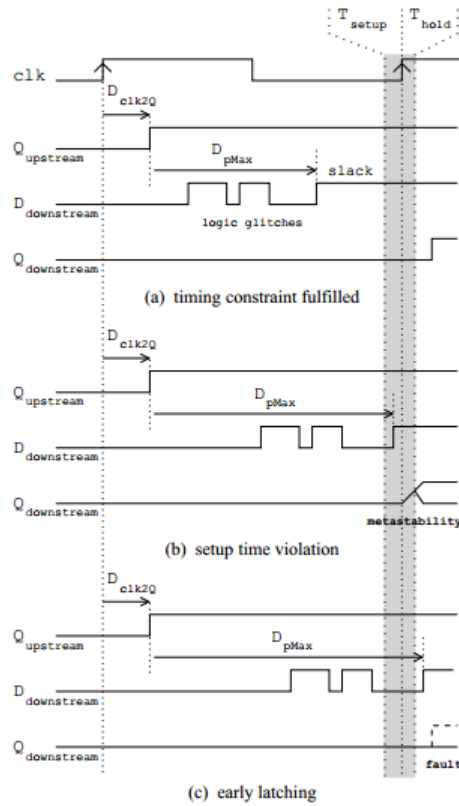 T setup T hold
clk
D clk2Q
Q upstream
D pMax
slack
D downstream
logic glitches
Q downstream
(a) timing constraint fulfilled
D clk2Q
Q upstream
D pMax
D downstream
Q downstream
metastability
(b) setup time violation
D clk2Q
Q upstream
D pMax
D downstream
Q downstream
fault
(c) early latching